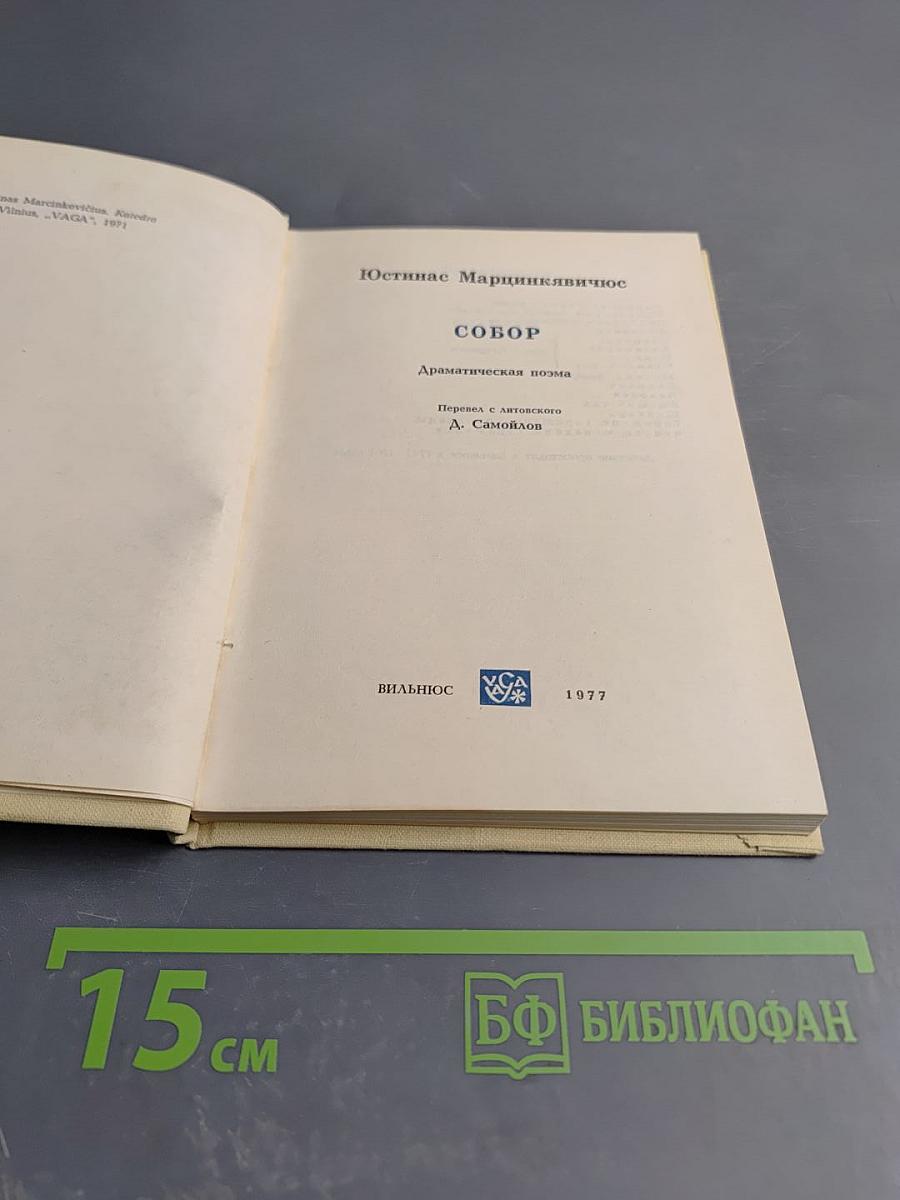 nas Marcinkevičius. Katedra
Vilnius, „VAGA", 1971
Юстинас Марцинкявичюс
СОБОР
Драматическая поэма
Перевел с литовского
Д. Самойлов
ВИЛЬНЮС VAGA 1977
15 см
БФ БИБЛИОФАН